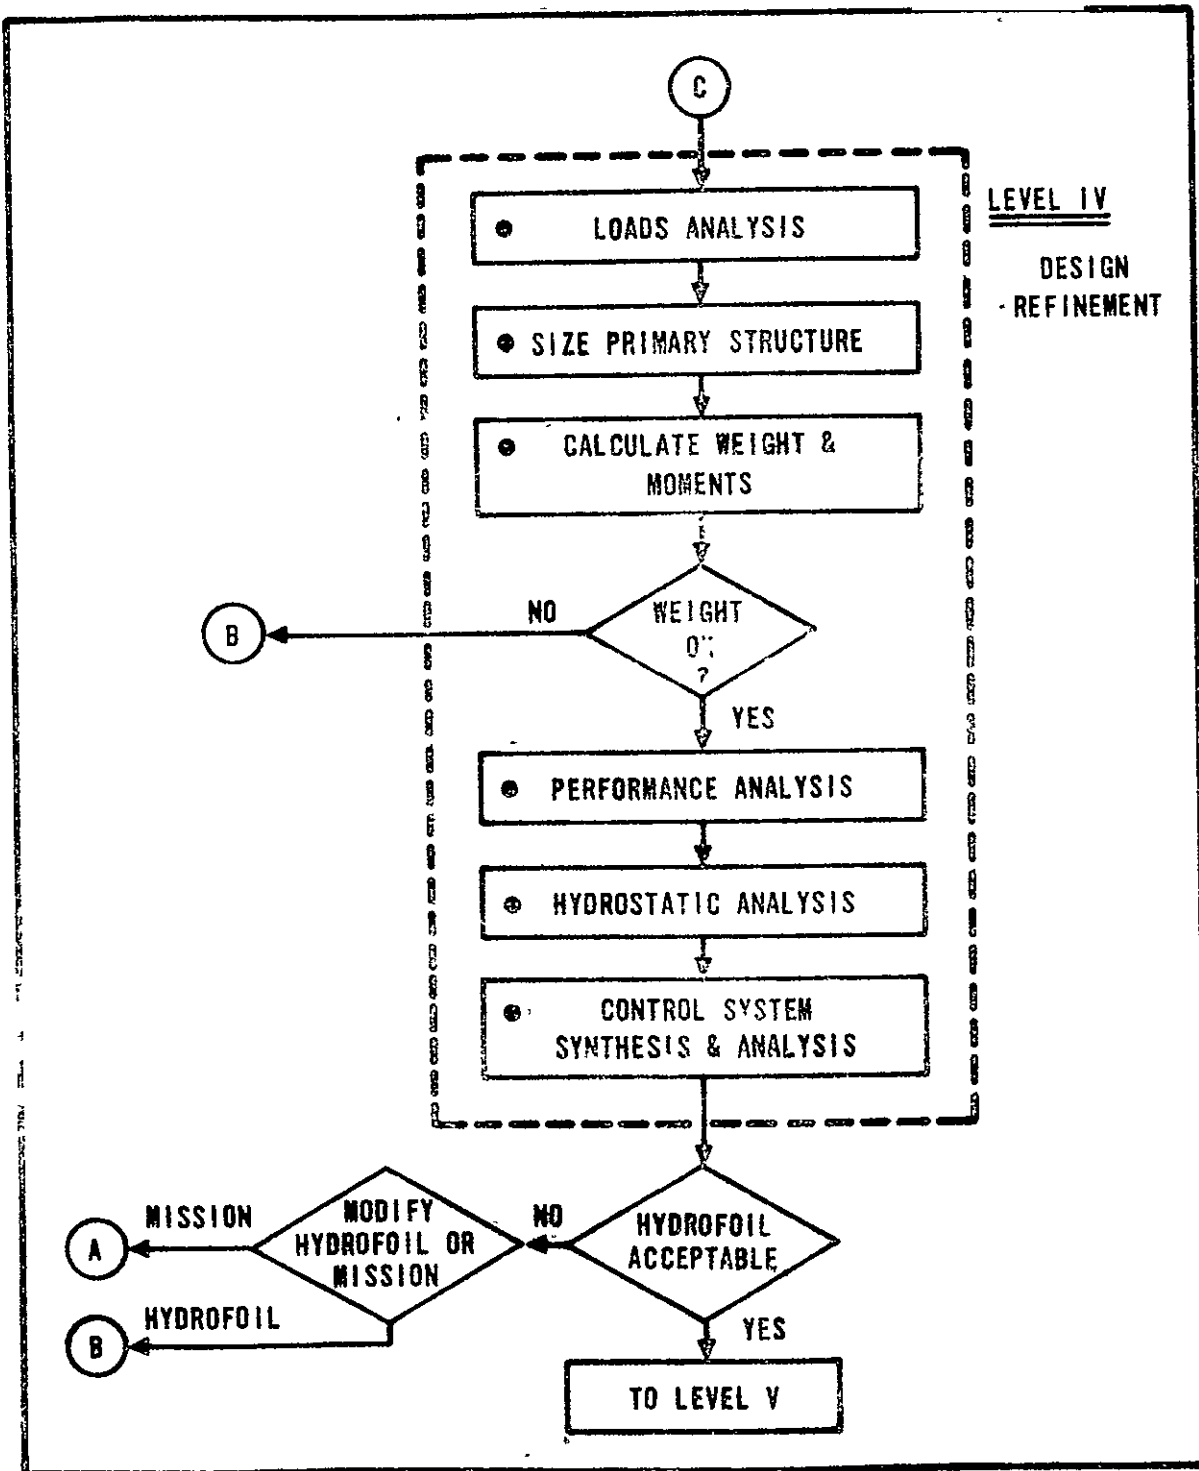 C
LEVEL IV
DESIGN
REFINEMENT
LOADS ANALYSIS
SIZE PRIMARY STRUCTURE
CALCULATE WEIGHT &
MOMENTS
WEIGHT
?
NO
B
YES
PERFORMANCE ANALYSIS
HYDROSTATIC ANALYSIS
CONTROL SYSTEM
SYNTHESIS & ANALYSIS
HYDROFOIL
ACCEPTABLE
NO
MODIFY
HYDROFOIL OR
MISSION
MISSION
A
HYDROFOIL
B
YES
TO LEVEL V